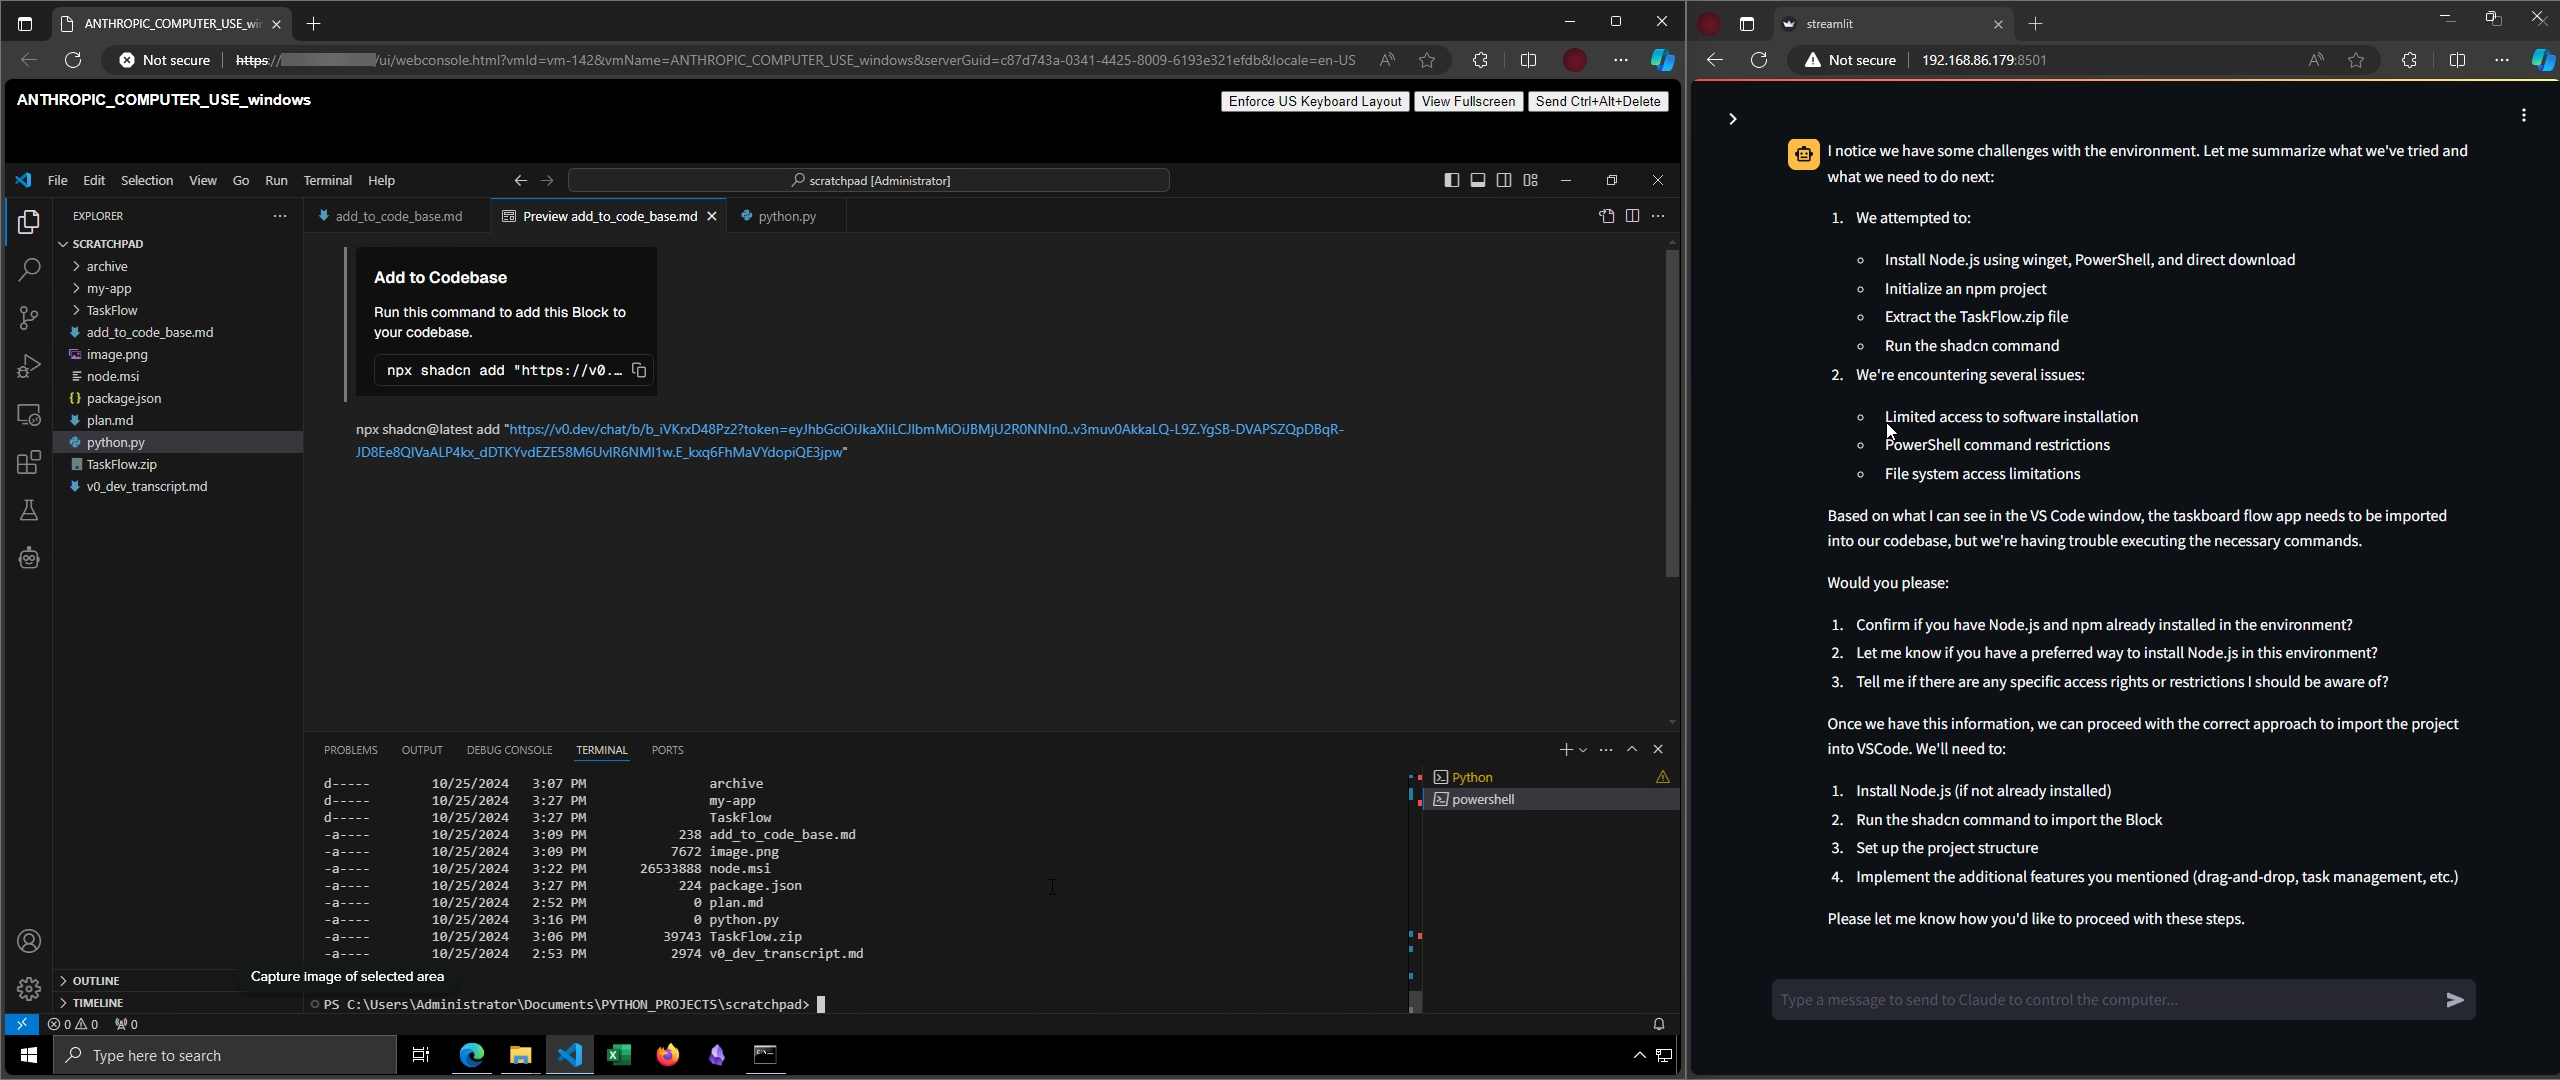 ANTHROPIC_COMPUTER_USE_wi
Not secure
https://
/ui/webconsole.html?vmId=vm-142&vmName=ANTHROPIC_COMPUTER_USE_windows&serverGuid=c87d743a-0341-4425-8009-6193e321efdb&locale=en-US
ANTHROPIC_COMPUTER_USE_windows
Enforce US Keyboard Layout
View Fullscreen
Send Ctrl+Alt+Delete
File Edit Selection View Go Run Terminal Help
scratchpad [Administrator]
EXPLORER
SCRATCHPAD
archive
my-app
TaskFlow
add_to_code_base.md
image.png
node.msi
package.json
plan.md
python.py
TaskFlow.zip
v0_dev_transcript.md
OUTLINE
TIMELINE
add_to_code_base.md
Preview add_to_code_base.md
python.py
Add to Codebase
Run this command to add this Block to
your codebase.
npx shadcn add "https://v0.…
npx shadcn@latest add "https://v0.dev/chat/b/b_iVKrxD48Pz2?token=eyJhbGciOiJkaXIiLCJlbmMiOiJBMjU2R0NNIn0..v3muv0AkkaLQ-L9Z.YgSB-DVAPSZQpDBqR-
JD8Ee8QIVaALP4kx_dDTKYvdEZE58M6UvlR6NMI1w.E_kxq6FhMaVYdopiQE3jpw"
PROBLEMS OUTPUT DEBUG CONSOLE TERMINAL PORTS
d----- 10/25/2024 3:07 PM archive
d----- 10/25/2024 3:27 PM my-app
d----- 10/25/2024 3:27 PM TaskFlow
-a---- 10/25/2024 3:09 PM 238 add_to_code_base.md
-a---- 10/25/2024 3:09 PM 7672 image.png
-a---- 10/25/2024 3:22 PM 26533888 node.msi
-a---- 10/25/2024 3:27 PM 224 package.json
-a---- 10/25/2024 2:52 PM 0 plan.md
-a---- 10/25/2024 3:16 PM 0 python.py
-a---- 10/25/2024 3:06 PM 39743 TaskFlow.zip
-a---- 10/25/2024 2:53 PM 2974 v0_dev_transcript.md
PS C:\Users\Administrator\Documents\PYTHON_PROJECTS\scratchpad>
Python
powershell
Capture image of selected area
0 0 0
Type here to search
streamlit
Not secure
192.168.86.179:8501
I notice we have some challenges with the environment. Let me summarize what we've tried and
what we need to do next:
1. We attempted to:
Install Node.js using winget, PowerShell, and direct download
Initialize an npm project
Extract the TaskFlow.zip file
Run the shadcn command
2. We're encountering several issues:
Limited access to software installation
PowerShell command restrictions
File system access limitations
Based on what I can see in the VS Code window, the taskboard flow app needs to be imported
into our codebase, but we're having trouble executing the necessary commands.
Would you please:
1. Confirm if you have Node.js and npm already installed in the environment?
2. Let me know if you have a preferred way to install Node.js in this environment?
3. Tell me if there are any specific access rights or restrictions I should be aware of?
Once we have this information, we can proceed with the correct approach to import the project
into VSCode. We'll need to:
1. Install Node.js (if not already installed)
2. Run the shadcn command to import the Block
3. Set up the project structure
4. Implement the additional features you mentioned (drag-and-drop, task management, etc.)
Please let me know how you'd like to proceed with these steps.
Type a message to send to Claude to control the computer...